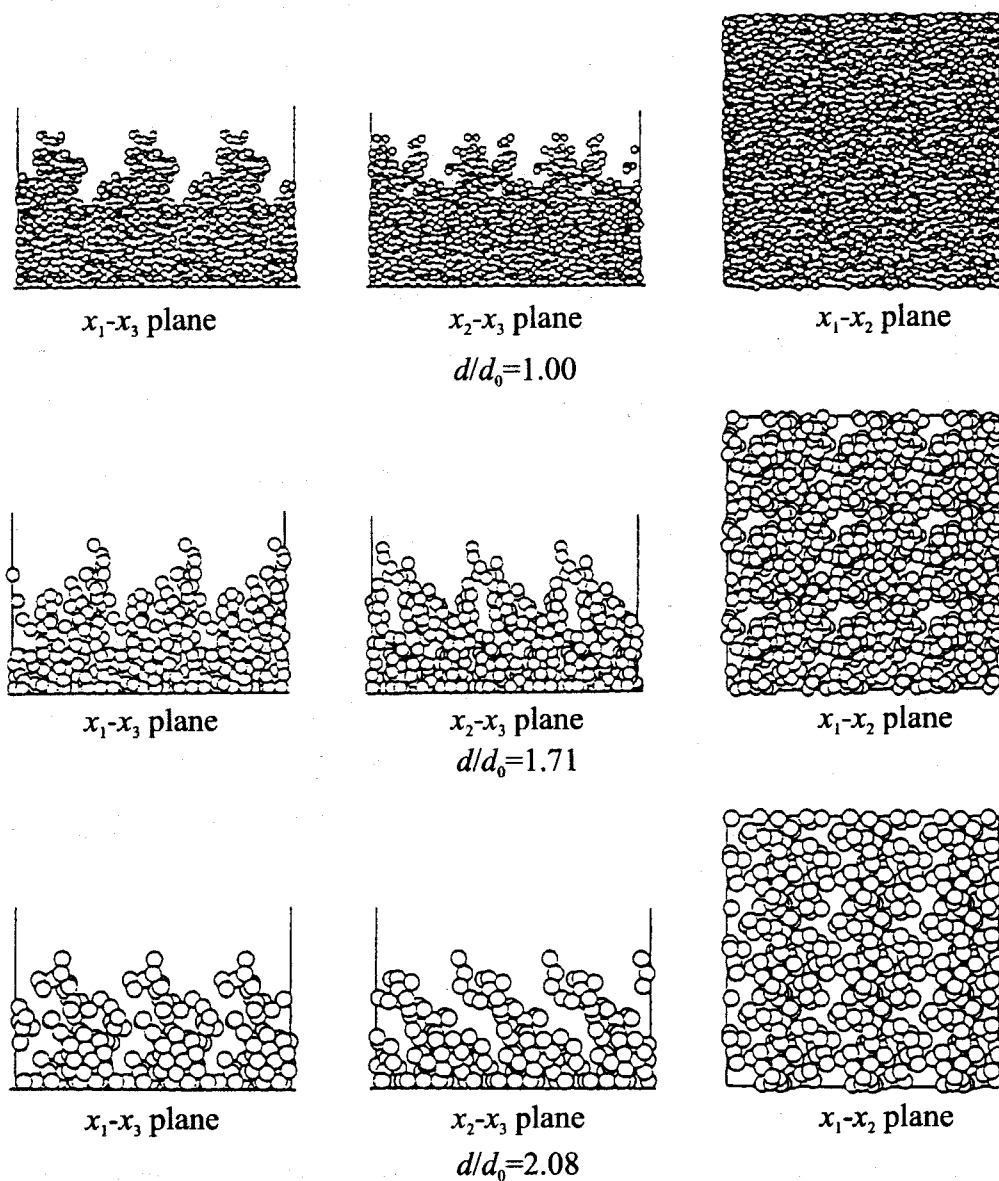 x₁-x₃ plane x₂-x₃ plane x₁-x₂ plane
d/d₀=1.00
x₁-x₃ plane x₂-x₃ plane x₁-x₂ plane
d/d₀=1.71
x₁-x₃ plane x₂-x₃ plane x₁-x₂ plane
d/d₀=2.08